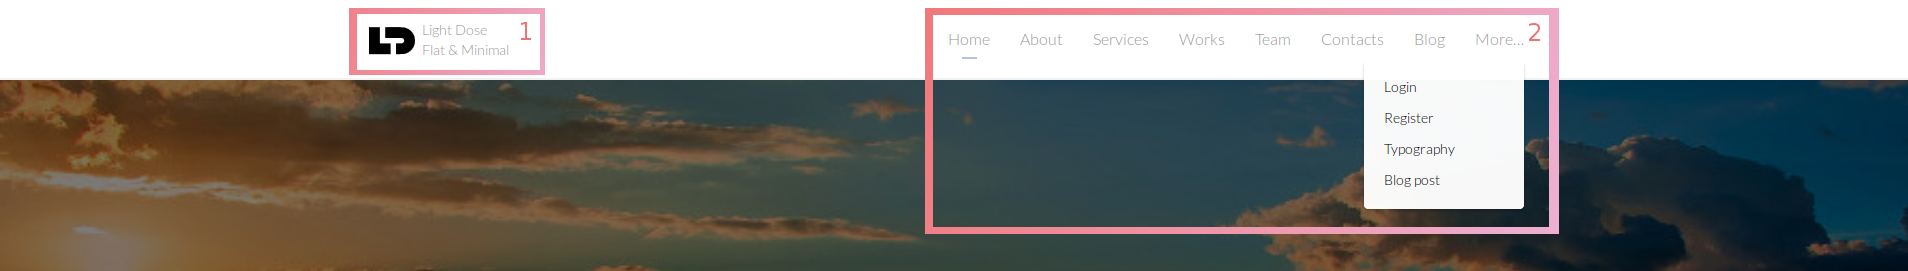 LD
Light Dose
Flat & Minimal
1
Home About Services Works Team Contacts Blog More...
2
Login
Register
Typography
Blog post